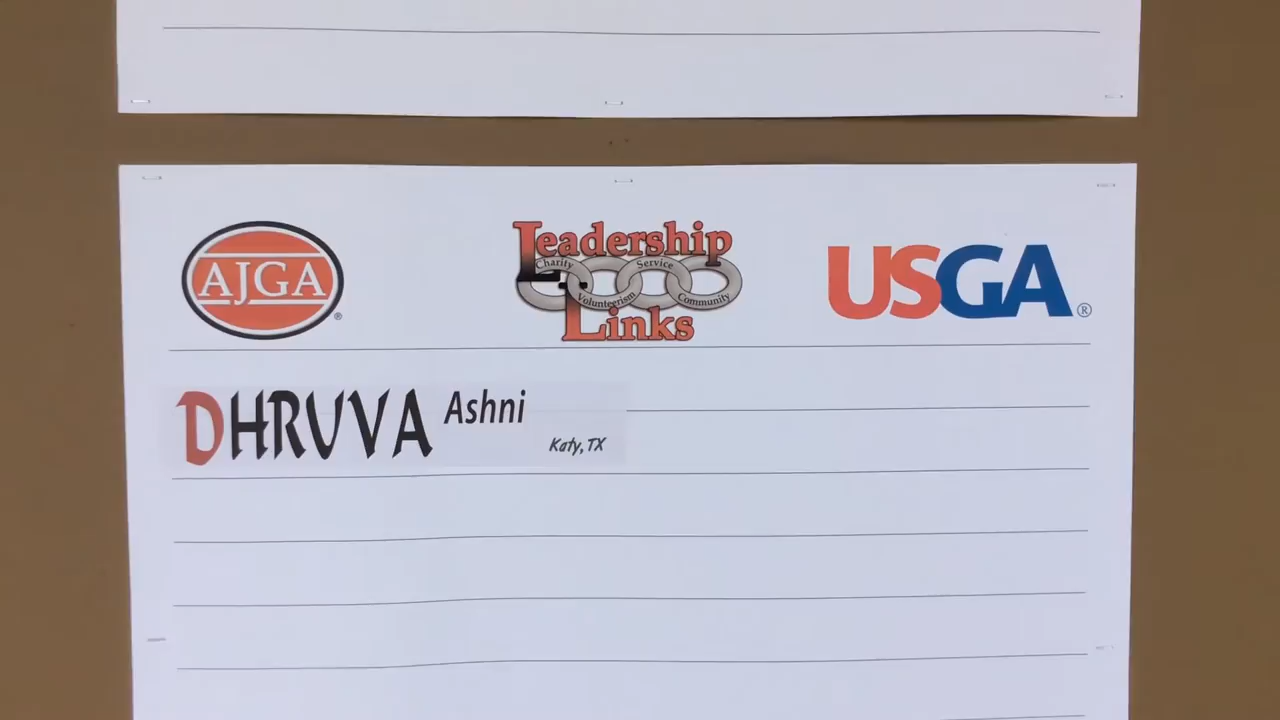 AJGA ®
Leadership
Charity Service
Volunteerism Community
Links
USGA ®
DHRUVA Ashni
Katy, TX